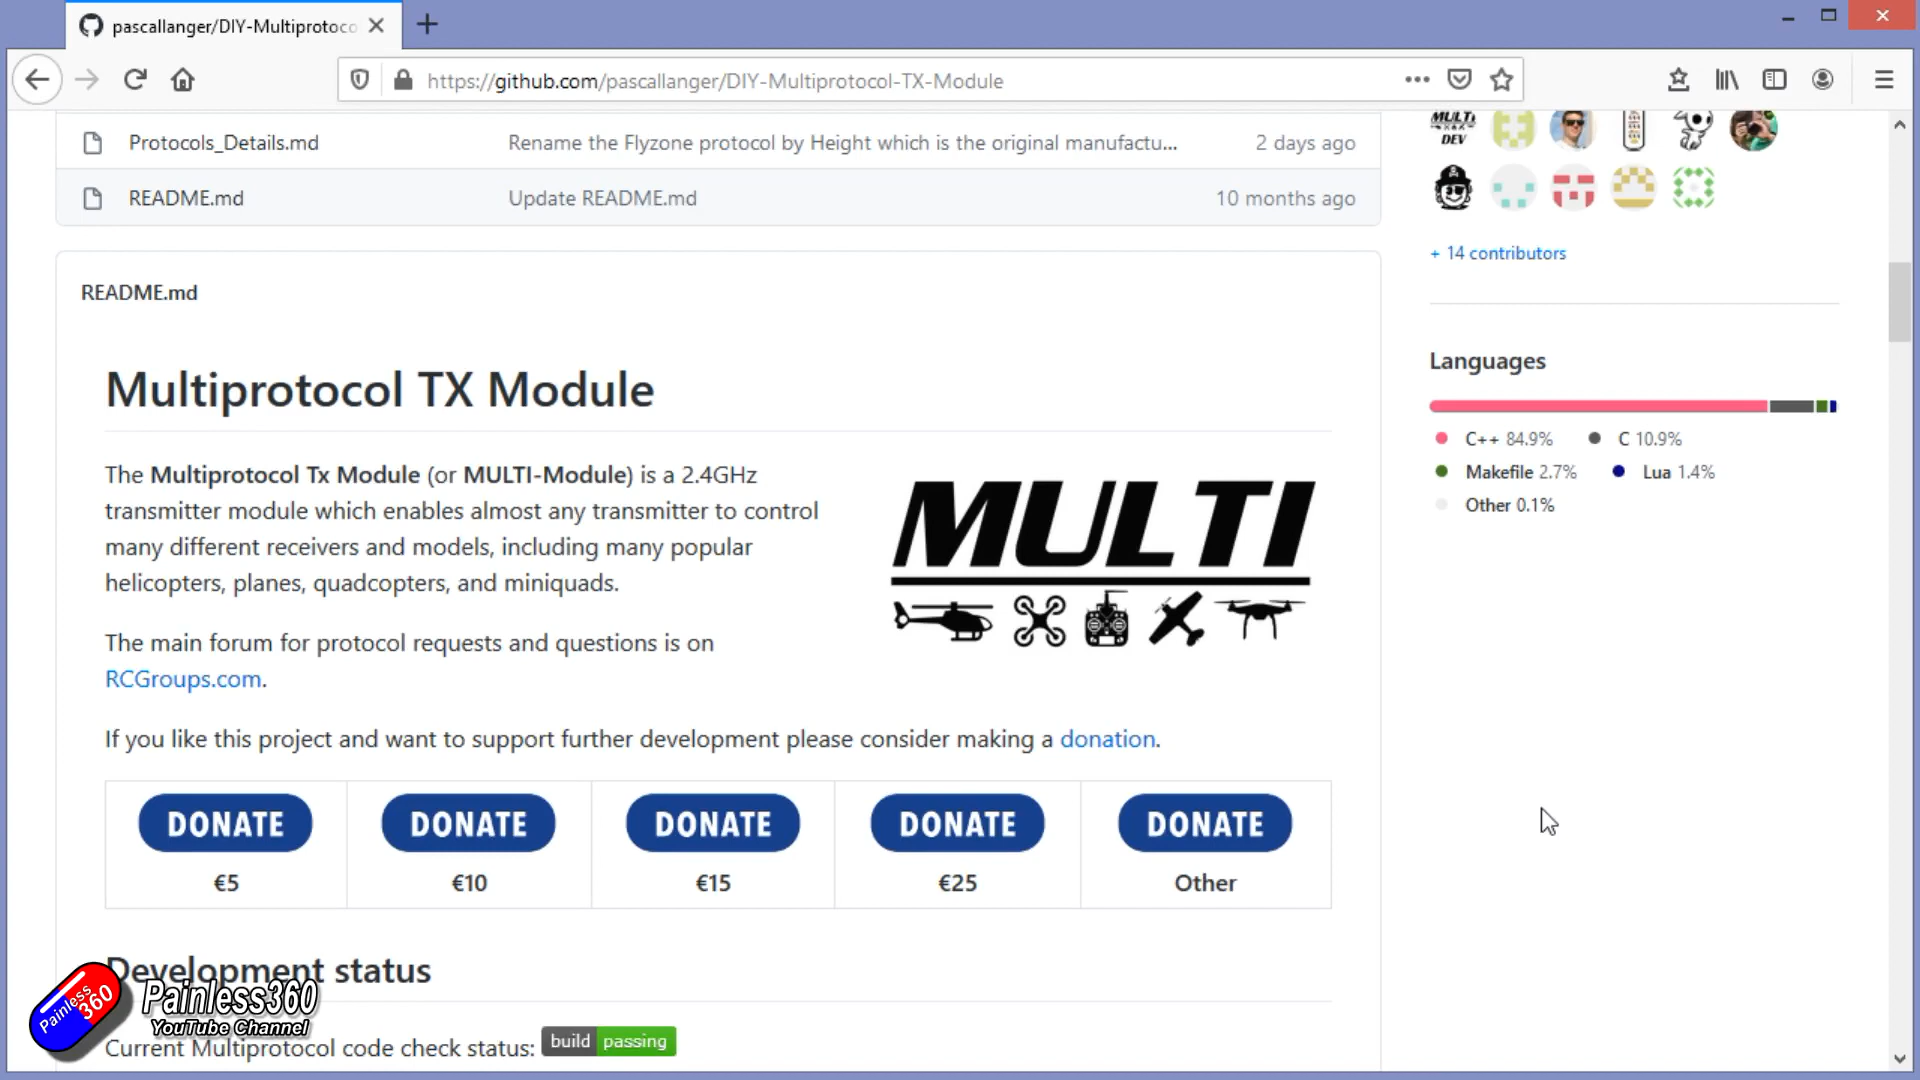 pascallanger/DIY-Multiprotoco
https://github.com/pascallanger/DIY-Multiprotocol-TX-Module
Protocols_Details.md Rename the Flyzone protocol by Height which is the original manufactu... 2 days ago
README.md Update README.md 10 months ago
MULTI
DEV
+ 14 contributors
README.md
Languages
C++ 84.9% C 10.9%
Makefile 2.7% Lua 1.4%
Other 0.1%
Multiprotocol TX Module
The Multiprotocol Tx Module (or MULTI-Module) is a 2.4GHz
transmitter module which enables almost any transmitter to control
many different receivers and models, including many popular
helicopters, planes, quadcopters, and miniquads.
MULTI
The main forum for protocol requests and questions is on
RCGroups.com.
If you like this project and want to support further development please consider making a donation.
DONATE DONATE DONATE DONATE DONATE
€5 €10 €15 €25 Other
Development status
Painless360
Painless360
YouTube Channel
Current Multiprotocol code check status: build passing